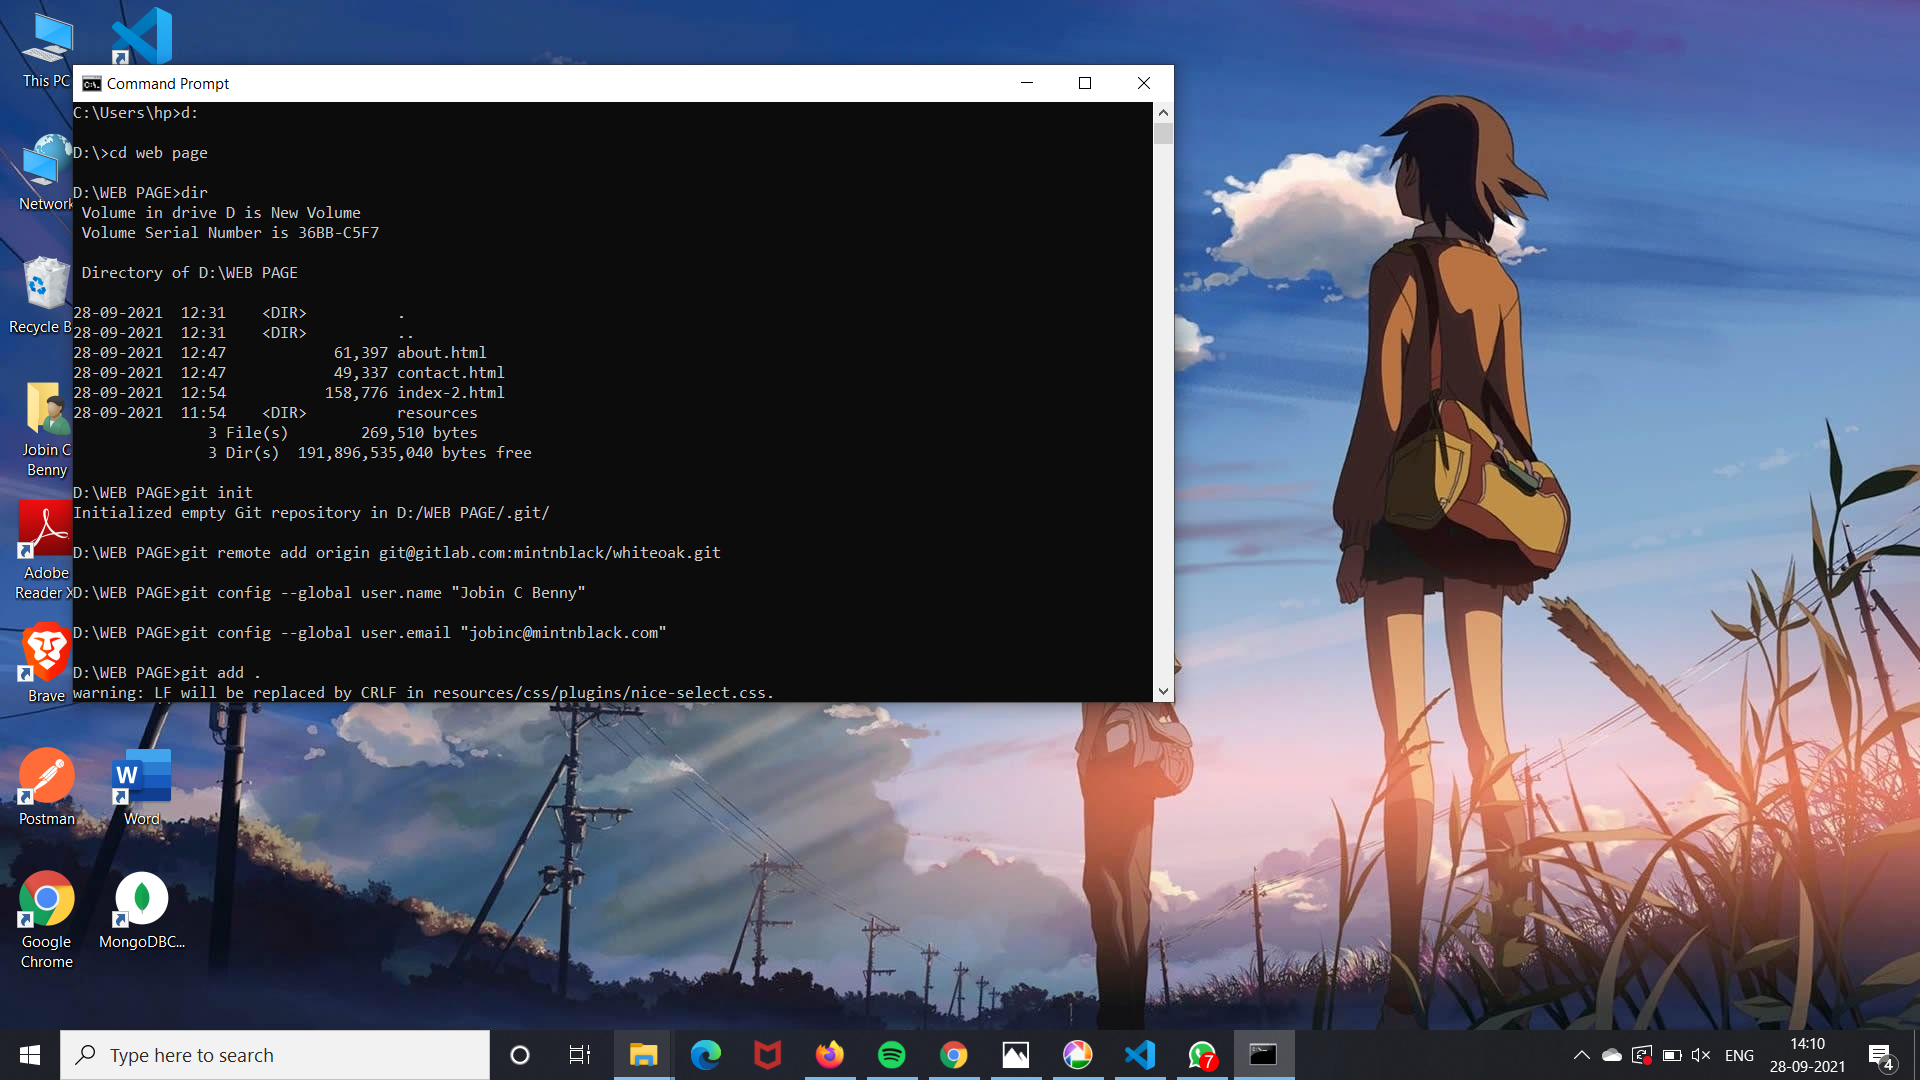 This PC
Command Prompt
C:\Users\hp>d:
D:\>cd web page
D:\WEB PAGE>dir
 Volume in drive D is New Volume
 Volume Serial Number is 36BB-C5F7
 Directory of D:\WEB PAGE
28-09-2021  12:31    <DIR>          .
28-09-2021  12:31    <DIR>          ..
28-09-2021  12:47            61,397 about.html
28-09-2021  12:47            49,337 contact.html
28-09-2021  12:54           158,776 index-2.html
28-09-2021  11:54    <DIR>          resources
               3 File(s)        269,510 bytes
               3 Dir(s)  191,896,535,040 bytes free
D:\WEB PAGE>git init
Initialized empty Git repository in D:/WEB PAGE/.git/
D:\WEB PAGE>git remote add origin git@gitlab.com:mintnblack/whiteoak.git
D:\WEB PAGE>git config --global user.name "Jobin C Benny"
D:\WEB PAGE>git config --global user.email "jobinc@mintnblack.com"
D:\WEB PAGE>git add .
warning: LF will be replaced by CRLF in resources/css/plugins/nice-select.css.
Network
Recycle B
Jobin C
Benny
Adobe
Reader X
Brave
Postman
Word
Google
Chrome
MongoDBC...
Type here to search
7
ENG
14:10
28-09-2021
4